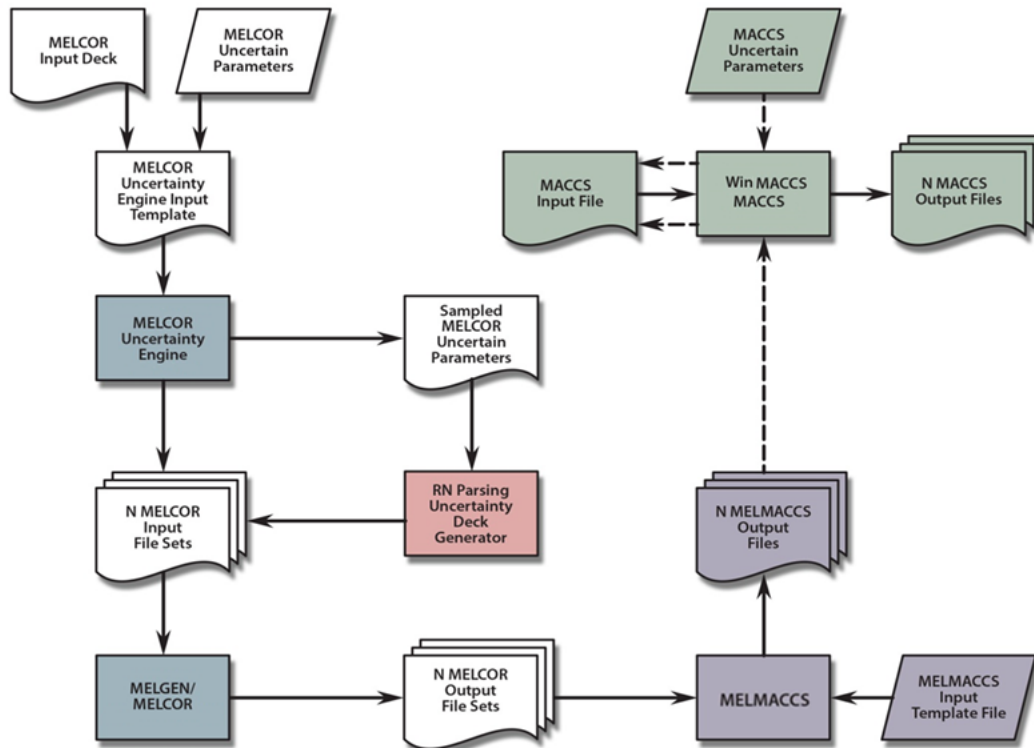 MELCOR
Input Deck
MELCOR
Uncertain
Parameters
MACCS
Uncertain
Parameters
MELCOR
Uncertainty
Engine Input
Template
MACCS
Input File
Win MACCS
MACCS
N MACCS
Output Files
MELCOR
Uncertainty
Engine
Sampled
MELCOR
Uncertain
Parameters
N MELCOR
Input
File Sets
RN Parsing
Uncertainty
Deck
Generator
N MELMACCS
Output
Files
MELGEN/
MELCOR
N MELCOR
Output
File Sets
MELMACCS
MELMACCS
Input
Template File